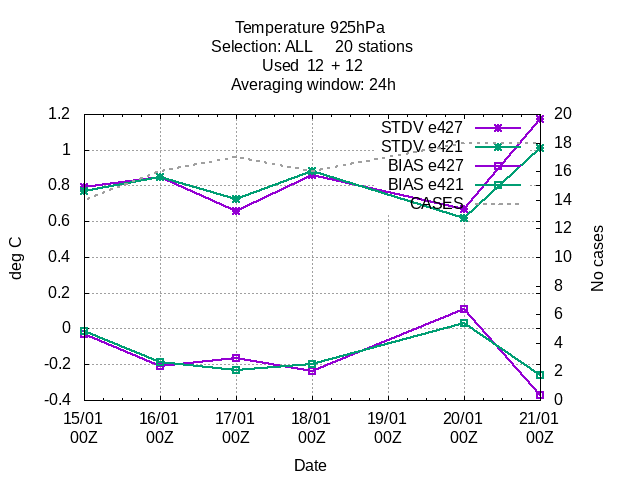 Temperature 925hPa
Selection: ALL     20 stations
Used  12 + 12
Averaging window: 24h
1.2
1
0.8
0.6
0.4
0.2
0
-0.2
-0.4
deg C
STDV e427
STDV e421
BIAS e427
BIAS e421
CASES
20
18
16
14
12
10
8
6
4
2
0
No cases
15/01 16/01 17/01 18/01 19/01 20/01 21/01
00Z 00Z 00Z 00Z 00Z 00Z 00Z
Date